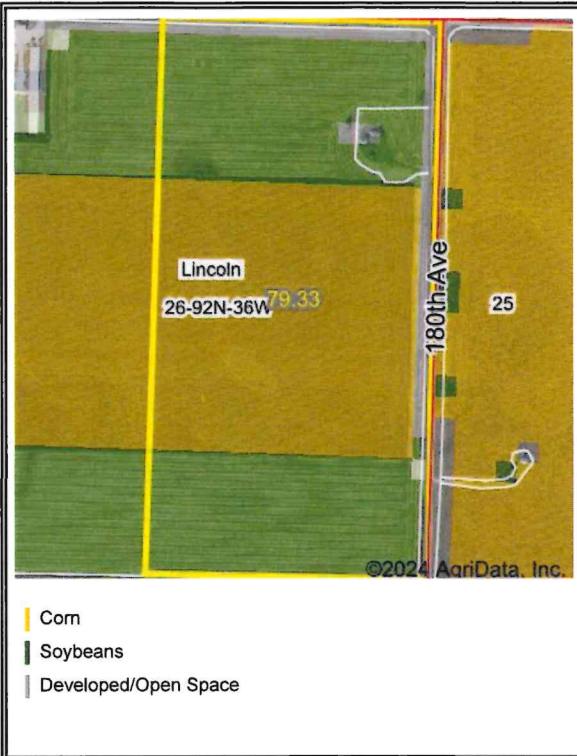 Lincoln
26-92N-36W 79.33
180th Ave
25
©2024 AgriData, Inc.
Corn
Soybeans
Developed/Open Space